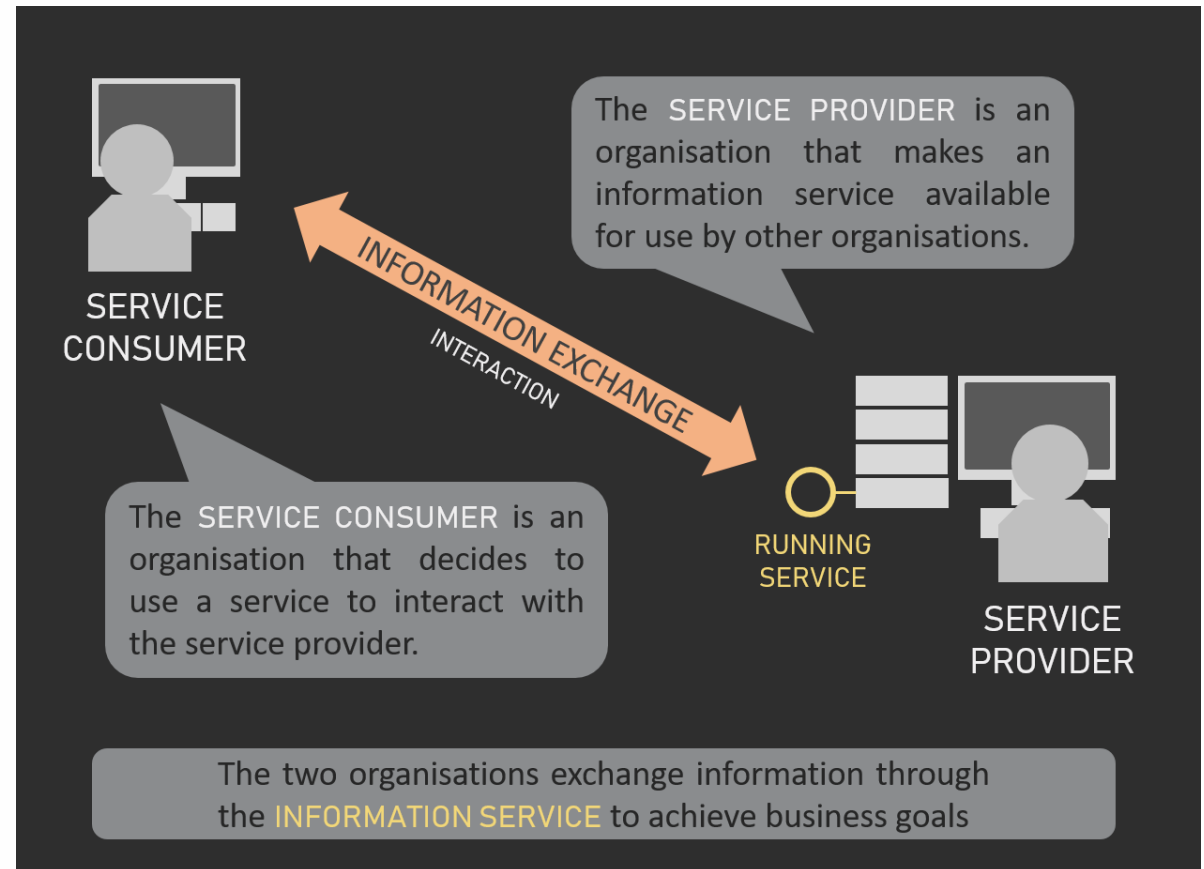 The SERVICE PROVIDER is an
organisation that makes an
information service available
for use by other organisations.
SERVICE
CONSUMER
INFORMATION EXCHANGE
INTERACTION
The SERVICE CONSUMER is an
organisation that decides to
use a service to interact with
the service provider.
RUNNING
SERVICE
SERVICE
PROVIDER
The two organisations exchange information through
the INFORMATION SERVICE to achieve business goals